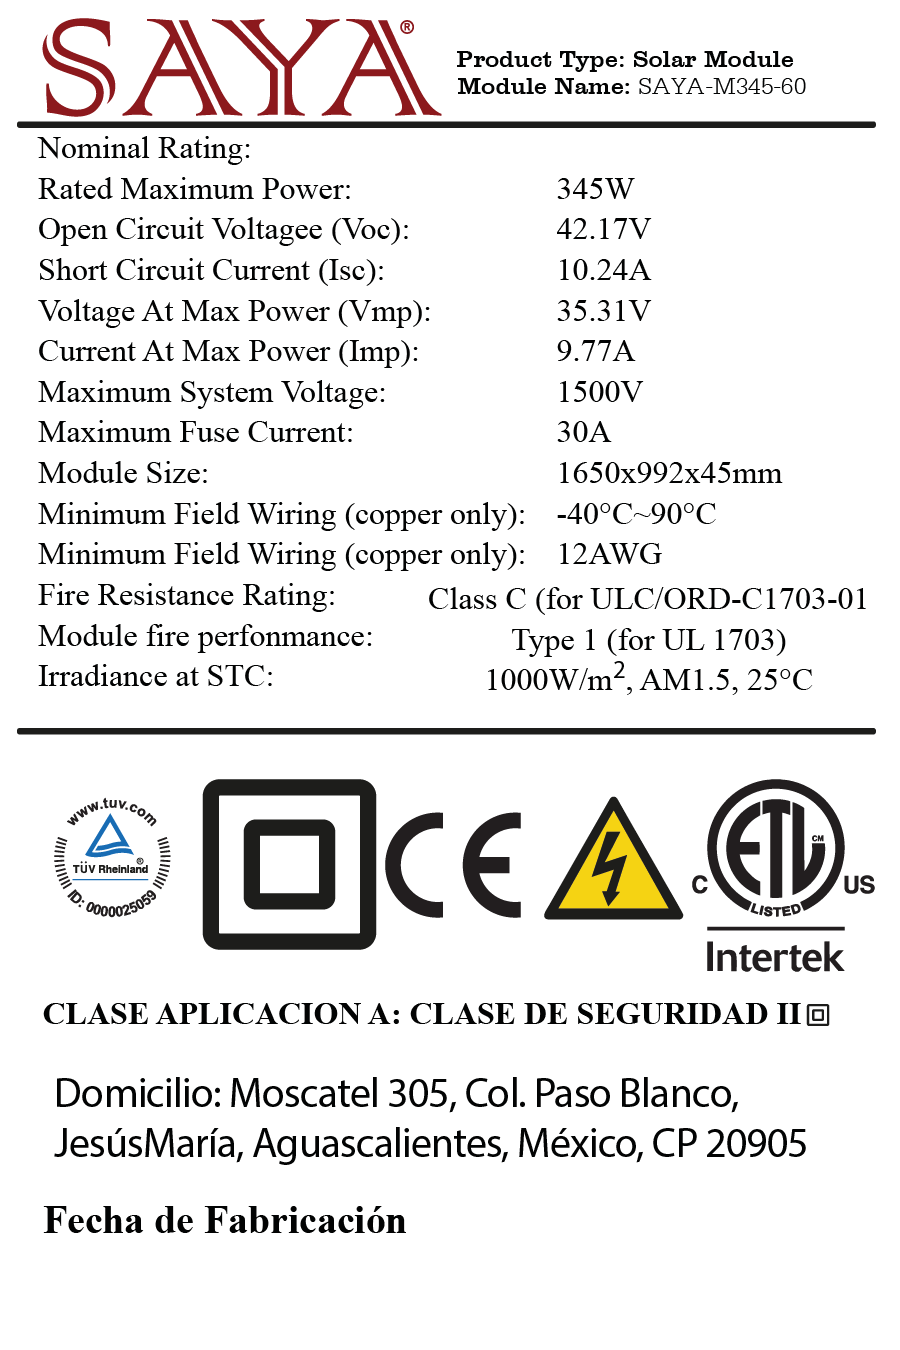 SAYA®
Product Type: Solar Module
Module Name: SAYA-M345-60
Nominal Rating:
Rated Maximum Power: 345W
Open Circuit Voltagee (Voc): 42.17V
Short Circuit Current (Isc): 10.24A
Voltage At Max Power (Vmp): 35.31V
Current At Max Power (Imp): 9.77A
Maximum System Voltage: 1500V
Maximum Fuse Current: 30A
Module Size: 1650x992x45mm
Minimum Field Wiring (copper only): -40°C~90°C
Minimum Field Wiring (copper only): 12AWG
Fire Resistance Rating: Class C (for ULC/ORD-C1703-01
Module fire perfonmance: Type 1 (for UL 1703)
Irradiance at STC: 1000W/m², AM1.5, 25°C
www.tuv.com
®
TÜV Rheinland
ID: 0000025059
CE
ETL CM
C US
LISTED
Intertek
CLASE APLICACION A: CLASE DE SEGURIDAD II
Domicilio: Moscatel 305, Col. Paso Blanco,
JesúsMaría, Aguascalientes, México, CP 20905
Fecha de Fabricación